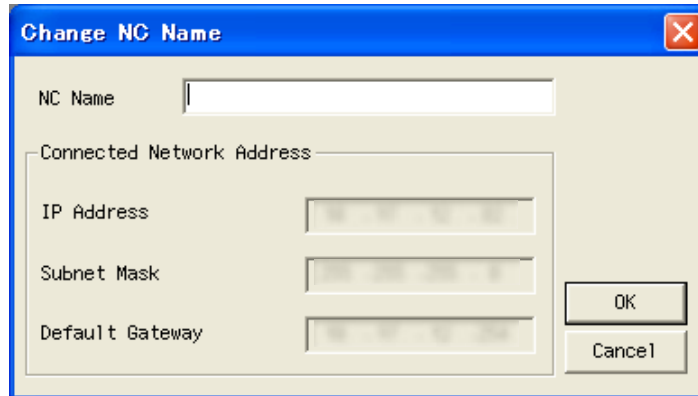 Change NC Name
NC Name
Connected Network Address
IP Address
Subnet Mask
Default Gateway
OK
Cancel